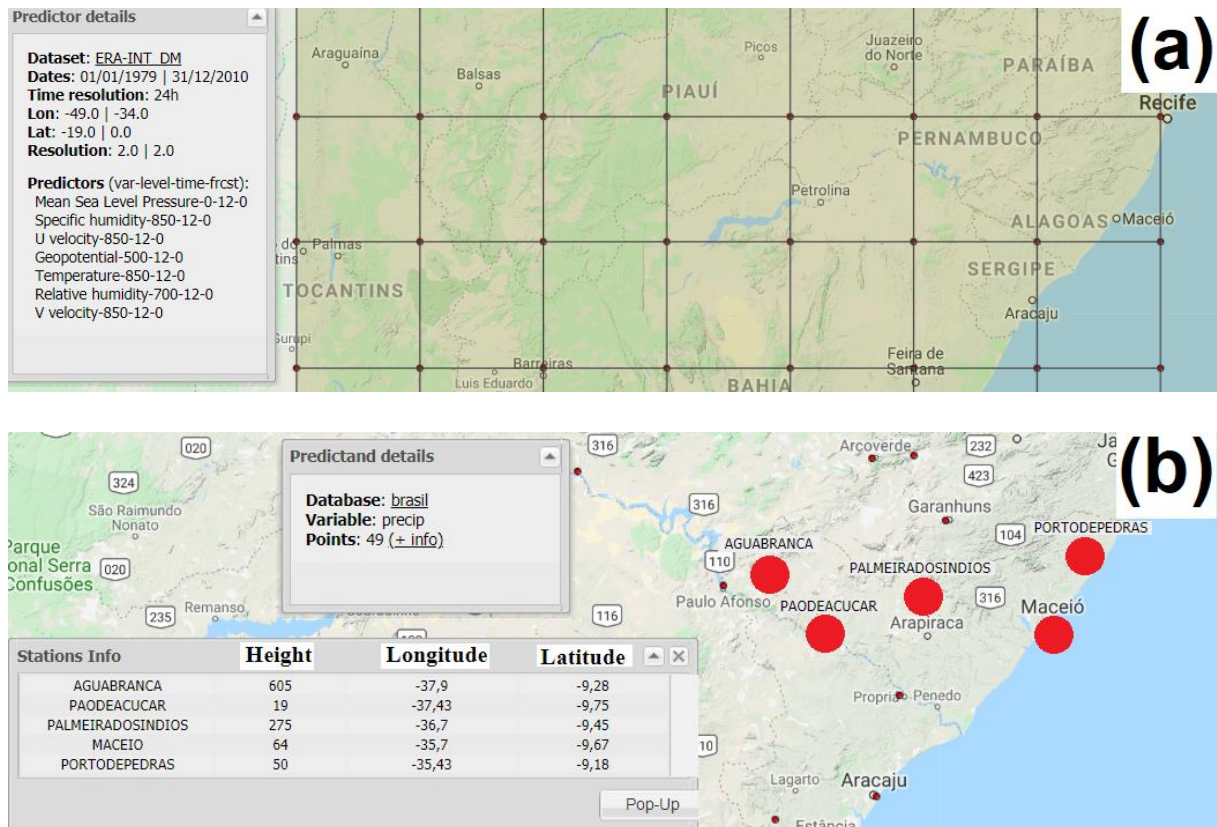 Predictor details
Dataset: ERA-INT_DM
Dates: 01/01/1979 | 31/12/2010
Time resolution: 24h
Lon: -49.0 | -34.0
Lat: -19.0 | 0.0
Resolution: 2.0 | 2.0
Predictors (var-level-time-frcst):
Mean Sea Level Pressure-0-12-0
Specific humidity-850-12-0
U velocity-850-12-0
Geopotential-500-12-0
Temperature-850-12-0
Relative humidity-700-12-0
V velocity-850-12-0
(a)
Araguaína
Balsas
Picos
Juazeiro
do Norte
PARAÍBA
PIAUÍ
Recife
PERNAMBUCO
Petrolina
ALAGOAS
Maceió
Palmas
SERGIPE
TOCANTINS
Aracaju
Gurupi
Barreiras
Luis Eduardo
Feira de
Santana
BAHIA
(b)
Predictand details
Database: brasil
Variable: precip
Points: 49 (+ info)
020
324
São Raimundo
Nonato
Parque
onal Serra
Confusões
020
235
Remanso
316
316
Arcoverde
232
423
Garanhuns
104
PORTODEPEDRAS
AGUABRANCA
110
PALMEIRADOSINDIOS
Paulo Afonso
PAODEACUCAR
316
Maceió
Arapiraca
116
Propriá
Penedo
10
Lagarto
Aracaju
Estância
Stations Info Height Longitude Latitude
AGUABRANCA 605 -37,9 -9,28
PAODEACUCAR 19 -37,43 -9,75
PALMEIRADOSINDIOS 275 -36,7 -9,45
MACEIO 64 -35,7 -9,67
PORTODEPEDRAS 50 -35,43 -9,18
Pop-Up